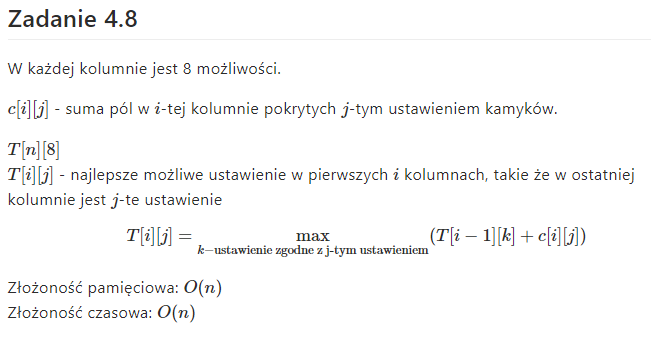 Zadanie 4.8
W każdej kolumnie jest 8 możliwości.
c[i][j] - suma pól w i-tej kolumnie pokrytych j-tym ustawieniem kamyków.
T[n][8]
T[i][j] - najlepsze możliwe ustawienie w pierwszych i kolumnach, takie że w ostatniej
kolumnie jest j-te ustawienie
T[i][j] = max (T[i − 1][k] + c[i][j])
k−ustawienie zgodne z j-tym ustawieniem
Złożoność pamięciowa: O(n)
Złożoność czasowa: O(n)